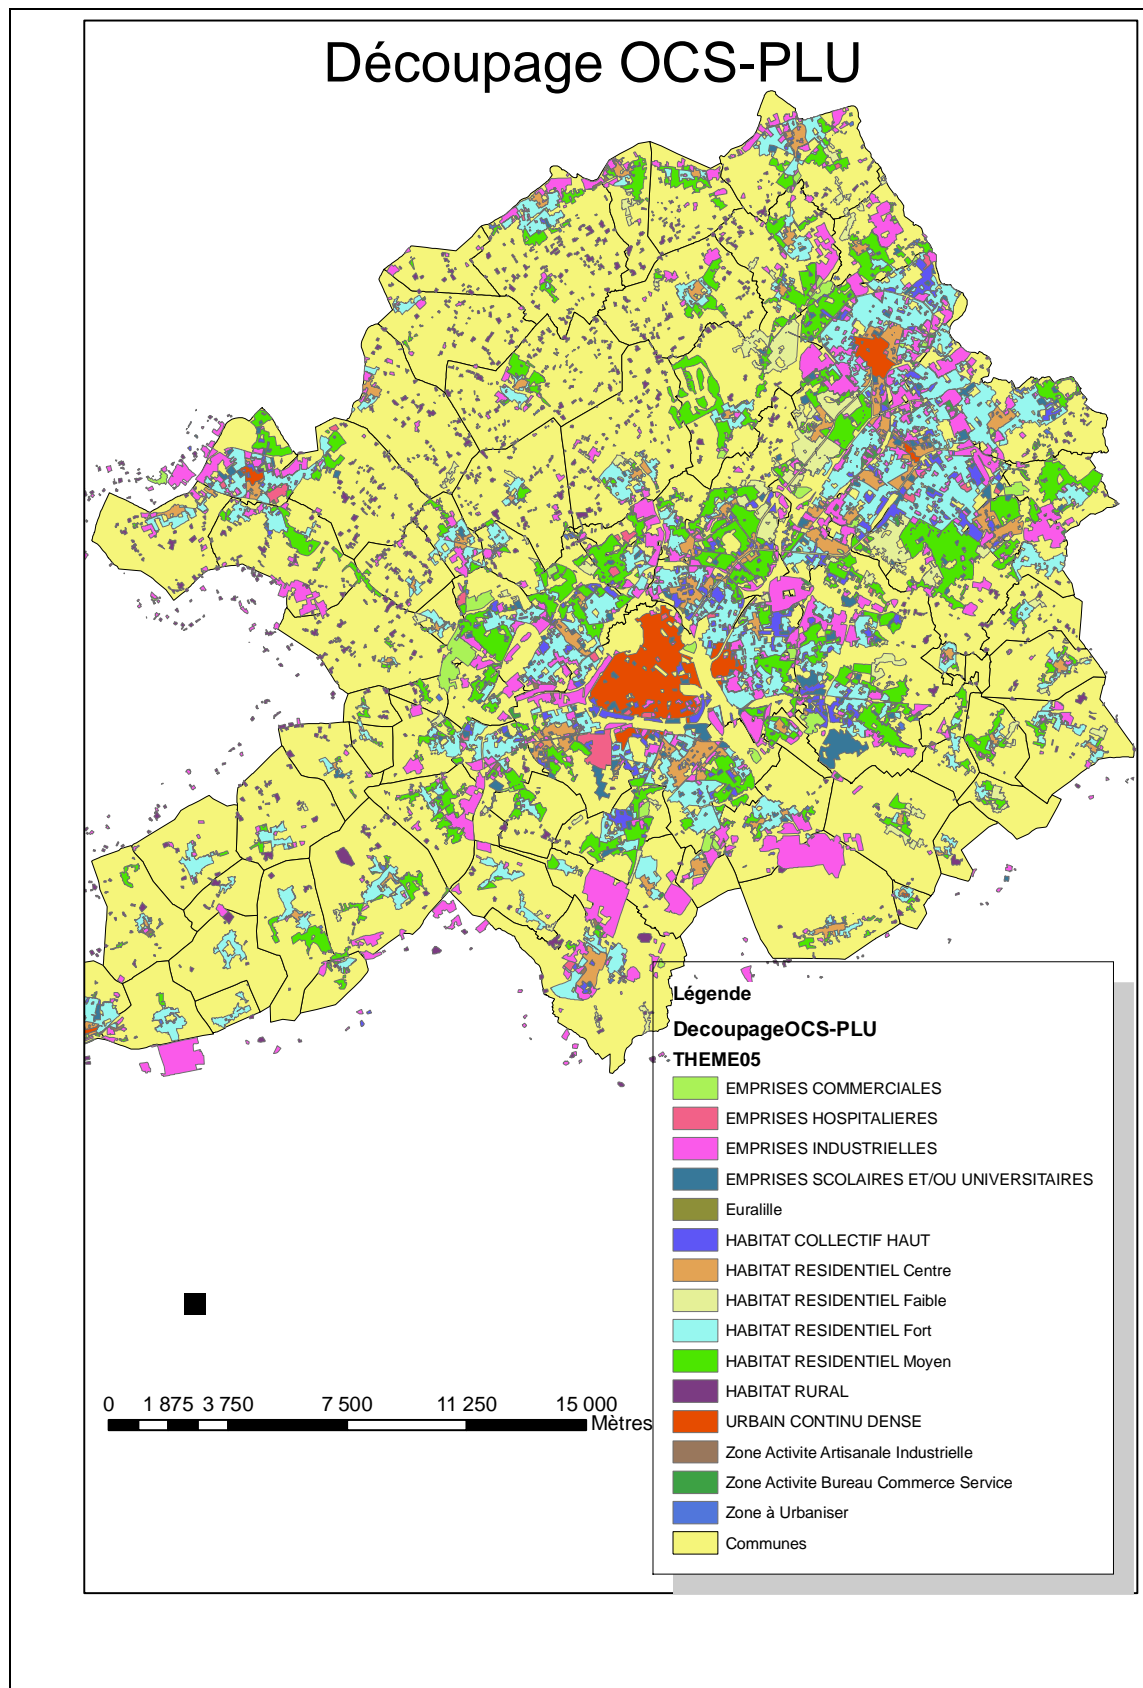 Découpage OCS-PLU
Légende
DecoupageOCS-PLU
THEME05
EMPRISES COMMERCIALES
EMPRISES HOSPITALIERES
EMPRISES INDUSTRIELLES
EMPRISES SCOLAIRES ET/OU UNIVERSITAIRES
Euralille
HABITAT COLLECTIF HAUT
HABITAT RESIDENTIEL Centre
HABITAT RESIDENTIEL Faible
HABITAT RESIDENTIEL Fort
HABITAT RESIDENTIEL Moyen
HABITAT RURAL
URBAIN CONTINU DENSE
Zone Activite Artisanale Industrielle
Zone Activite Bureau Commerce Service
Zone à Urbaniser
Communes
0 1 875 3 750 7 500 11 250 15 000
Mètres